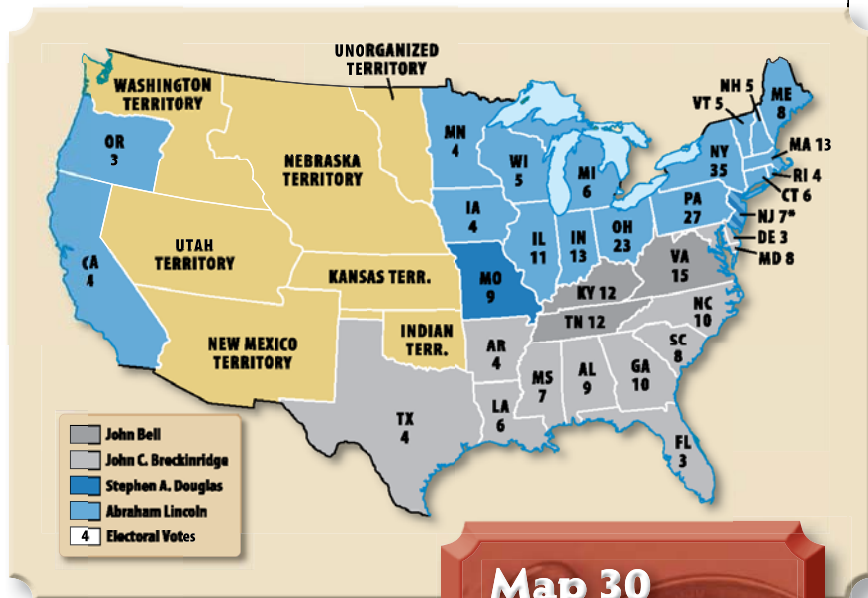 UNORGANIZED
TERRITORY
WASHINGTON
TERRITORY
OR
3
NEBRASKA
TERRITORY
MN
4
WI
5
MI
6
NH 5
VT 5
ME
8
NY
35
MA 13
RI 4
CT 6
PA
27
NJ 7*
DE 3
MD 8
CA
4
UTAH
TERRITORY
IA
4
IL
11
IN
13
OH
23
KANSAS TERR.
MO
9
KY 12
VA
15
NEW MEXICO
TERRITORY
INDIAN
TERR.
TN 12
NC
10
AR
4
SC
8
MS
7
AL
9
GA
10
TX
4
LA
6
FL
3
John Bell
John C. Breckinridge
Stephen A. Douglas
Abraham Lincoln
4 Electoral Votes
Map 30